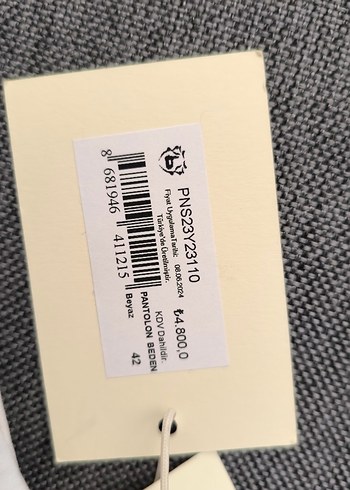 PNS23Y23110
Fiyat Uygulama Tarihi: 08.06.2024
Türkiye'de Üretilmiştir.
₺4.800,0
KDV Dahildir.
8 681946 411215
PANTOLON BEDEN
Beyaz
42